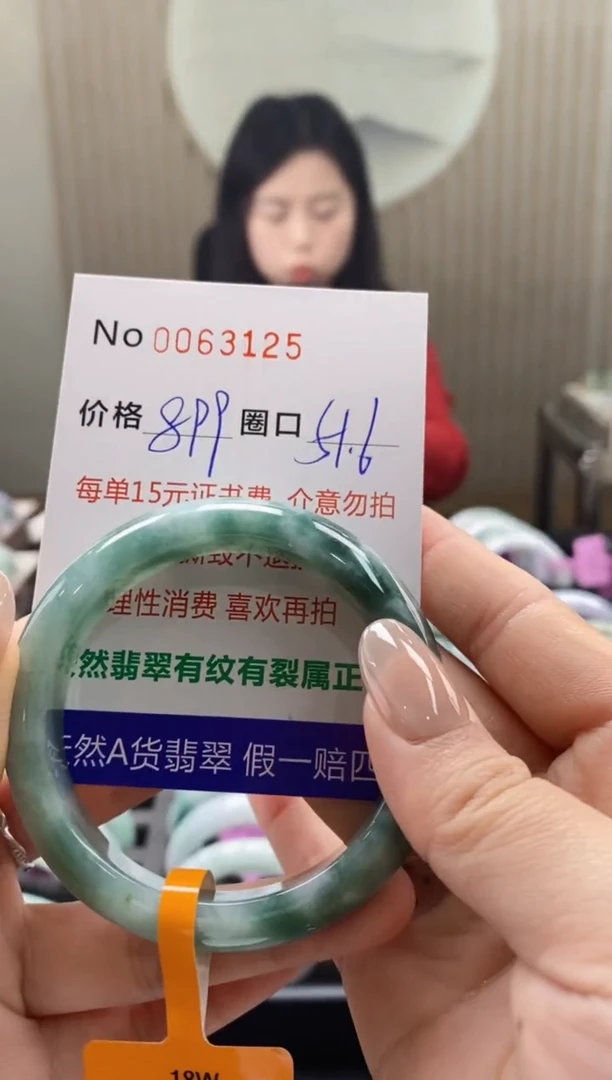 No 0063125
价格 899 圈口 51.6
每单15元证书费 介意勿拍
理性消费 喜欢再拍
然翡翠有纹有裂属正
天然A货翡翠 假一赔四
18W